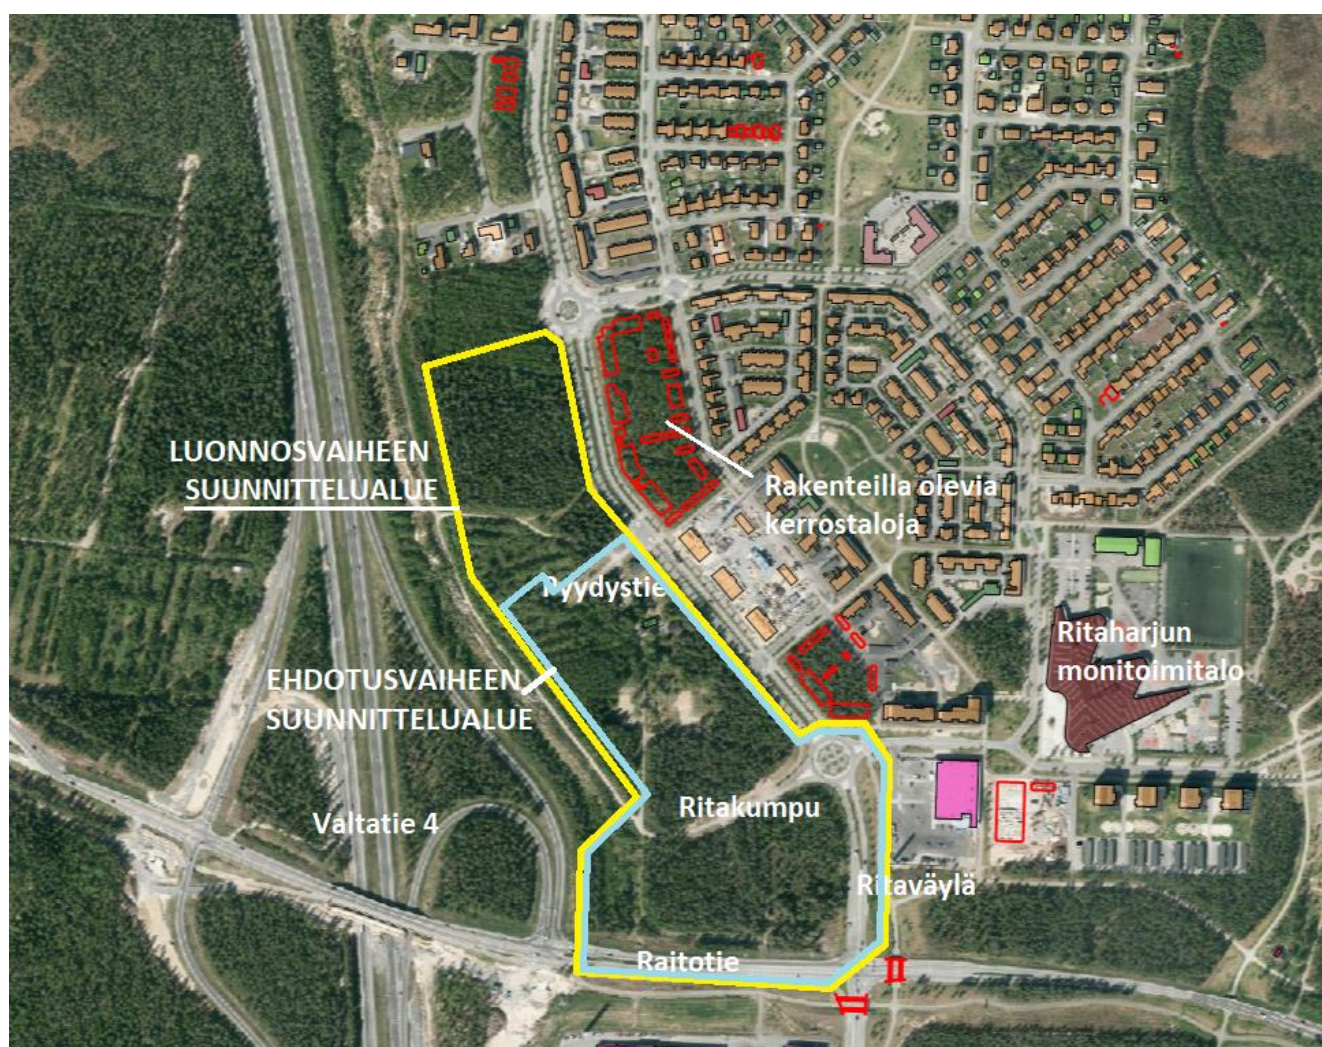 LUONNOSVAIHEEN
SUUNNITTELUALUE
Rakenteilla olevia
kerrostaloja
Pyydystie
Ritaharjun
monitoimitalo
EHDOTUSVAIHEEN
SUUNNITTELUALUE
Ritakumpu
Valtatie 4
Ritaväylä
Raitotie